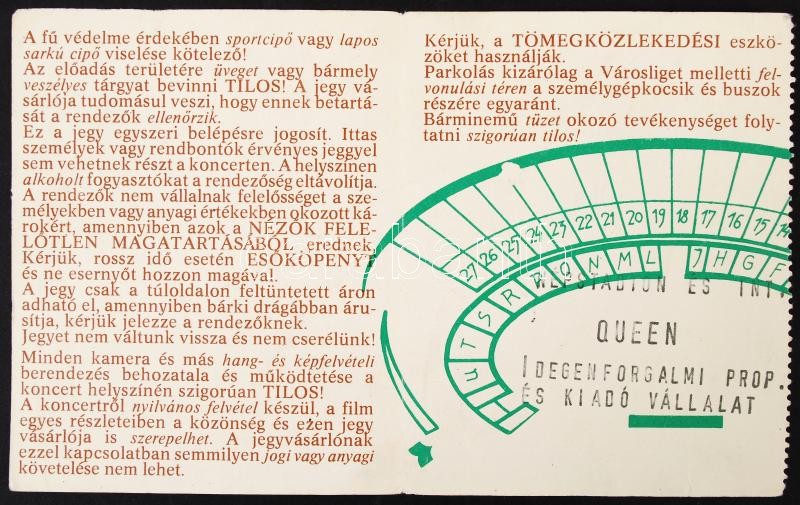 A fű védelme érdekében sportcipő vagy lapos
sarkú cipő viselése kötelező!
Az előadás területére üveget vagy bármely
veszélyes tárgyat bevinni TILOS! A jegy vá-
sárlója tudomásul veszi, hogy ennek betartá-
sát a rendezők ellenőrzik.
Ez a jegy egyszeri belépésre jogosít. Ittas
személyek vagy rendbontók érvényes jeggyel
sem vehetnek részt a koncerten. A helyszínen
alkoholt fogyasztókat a rendezőség eltávolítja.
A rendezők nem vállalnak felelősséget a sze-
mélyekben vagy anyagi értékekben okozott ká-
rokért, amennyiben azok a NÉZŐK FELE-
LŐTLEN MAGATARTÁSÁBÓL erednek.
Kérjük, rossz idő esetén ESŐKÖPENYT
és ne esernyőt hozzon magával.
A jegy csak a túloldalon feltüntetett áron
adható el, amennyiben bárki drágábban áru-
sítja, kérjük jelezze a rendezőknek.
Jegyet nem váltunk vissza és nem cserélünk!
Minden kamera és más hang- és képfelvételi
berendezés behozatala és működtetése a
koncert helyszínén szigorúan TILOS!
A koncertről nyilvános felvétel készül, a film
egyes részleteiben a közönség és ezen jegy
vásárlója is szerepelhet. A jegyvásárlónak
ezzel kapcsolatban semmilyen jogi vagy anyagi
követelése nem lehet.
Kérjük, a TÖMEGKÖZLEKEDÉSI eszkö-
zöket használják.
Parkolás kizárólag a Városliget melletti fel-
vonulási téren a személygépkocsik és buszok
részére egyaránt.
Bárminemű tüzet okozó tevékenységet foly-
tatni szigorúan tilos!
27 26 25 24 23 22 21 20 19 18 17 16 15 14
U T S R P O N M L J H G F
NÉPSTADION ÉS INT.
QUEEN
IDEGENFORGALMI PROP.
ÉS KIADÓ VÁLLALAT